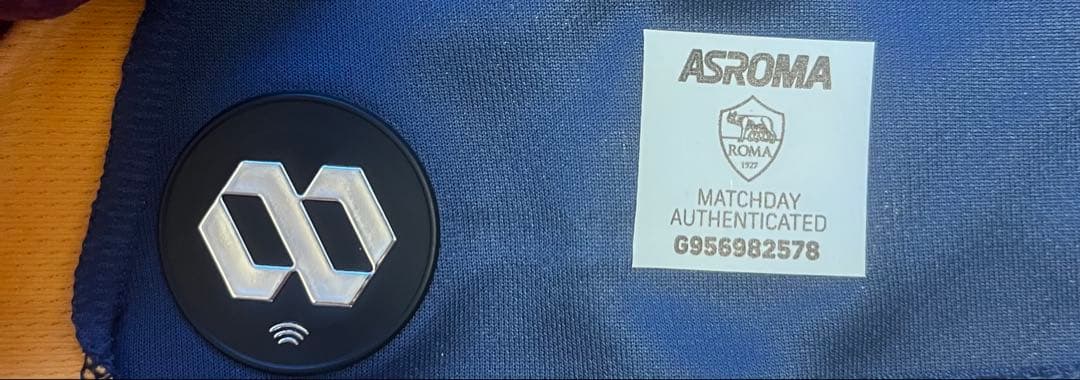 ASROMA
ROMA
1927
MATCHDAY
AUTHENTICATED
G956982578